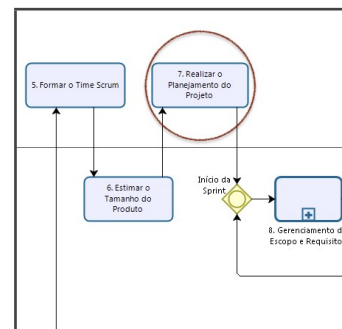 7. Realizar o
Planejamento do
Projeto
5. Formar o Time Scrum
6. Estimar o
Tamanho do
Produto
Início da
Sprint
8. Gerenciamento d
Escopo e Requisito